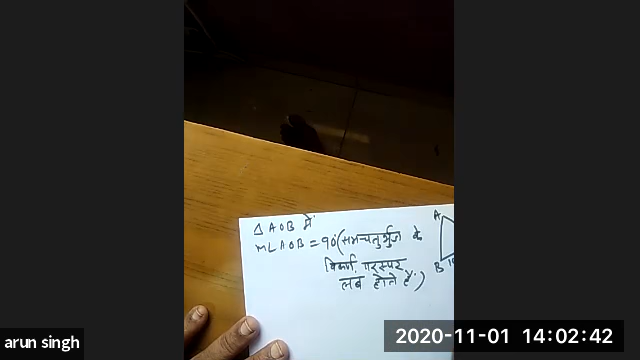 Δ AOB में
m∠AOB = 90°(समचतुर्भुज के
विकर्ण परस्पर
लंब होते हैं.)
A
B
arun singh
2020-11-01 14:02:42